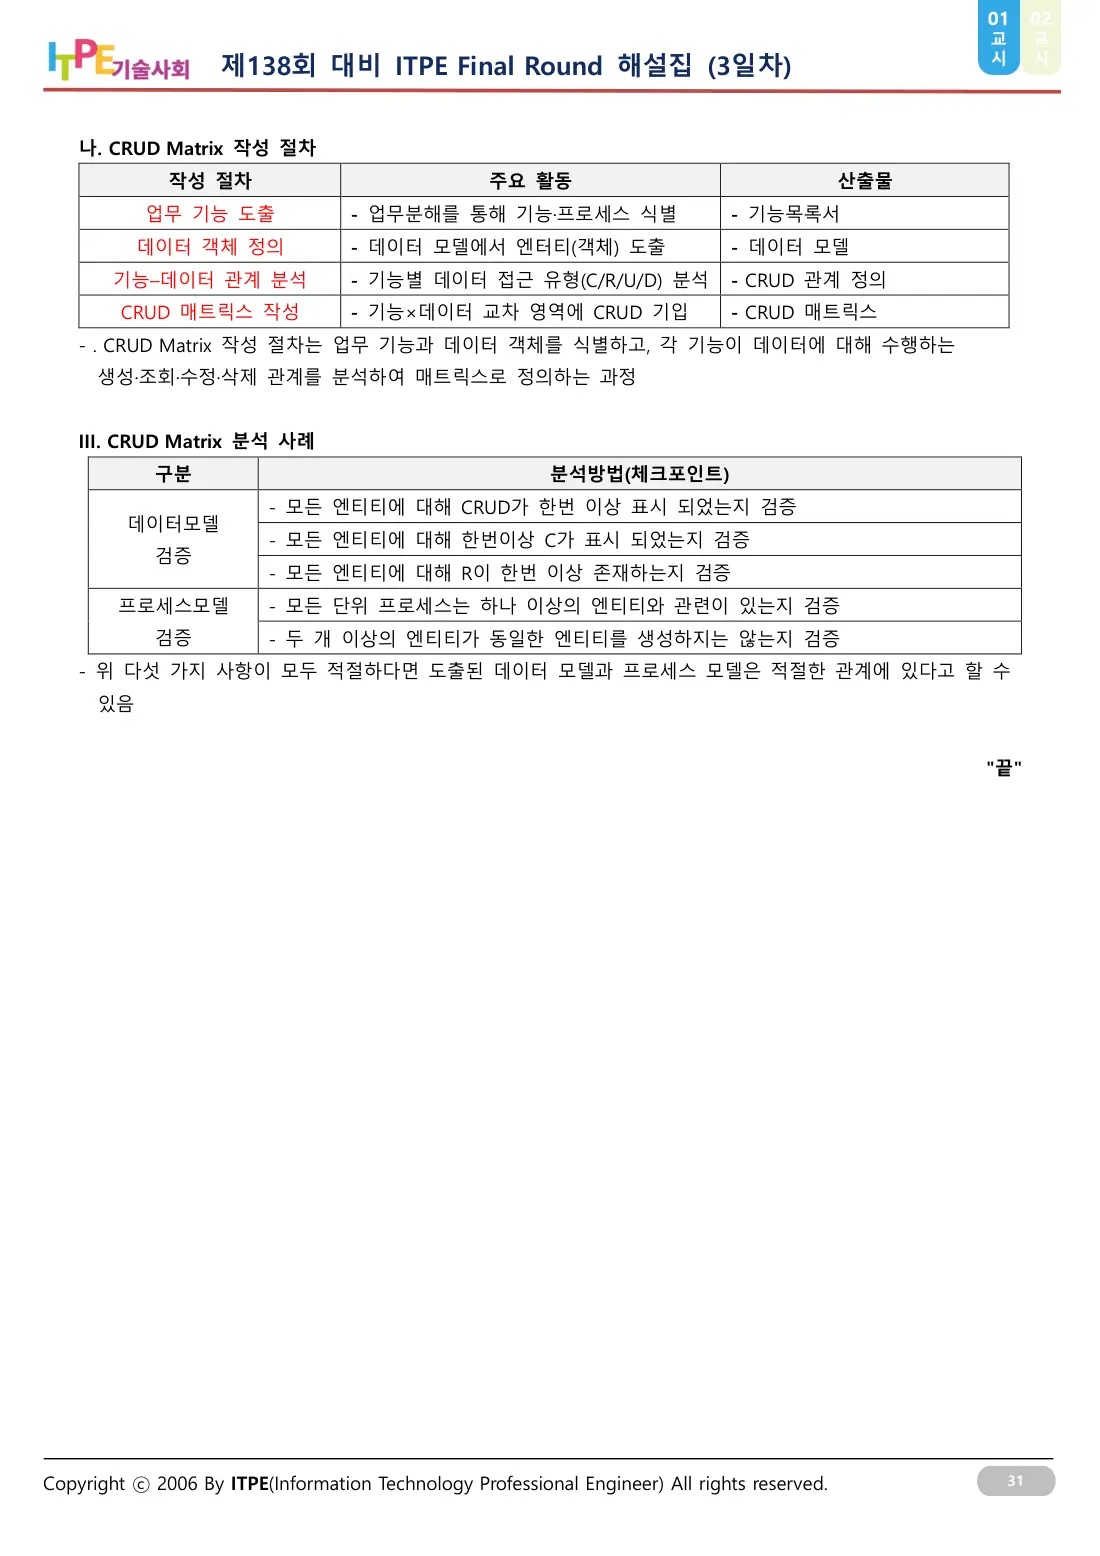 01
교
시
02
교
시
ITPE기술사회
제138회 대비 ITPE Final Round 해설집 (3일차)
나. CRUD Matrix 작성 절차
작성 절차 주요 활동 산출물
업무 기능 도출 - 업무분해를 통해 기능·프로세스 식별 - 기능목록서
데이터 객체 정의 - 데이터 모델에서 엔터티(객체) 도출 - 데이터 모델
기능–데이터 관계 분석 - 기능별 데이터 접근 유형(C/R/U/D) 분석 - CRUD 관계 정의
CRUD 매트릭스 작성 - 기능×데이터 교차 영역에 CRUD 기입 - CRUD 매트릭스
- . CRUD Matrix 작성 절차는 업무 기능과 데이터 객체를 식별하고, 각 기능이 데이터에 대해 수행하는
생성·조회·수정·삭제 관계를 분석하여 매트릭스로 정의하는 과정
III. CRUD Matrix 분석 사례
구분 분석방법(체크포인트)
데이터모델
검증
- 모든 엔티티에 대해 CRUD가 한번 이상 표시 되었는지 검증
- 모든 엔티티에 대해 한번이상 C가 표시 되었는지 검증
- 모든 엔티티에 대해 R이 한번 이상 존재하는지 검증
프로세스모델
검증
- 모든 단위 프로세스는 하나 이상의 엔티티와 관련이 있는지 검증
- 두 개 이상의 엔티티가 동일한 엔티티를 생성하지는 않는지 검증
- 위 다섯 가지 사항이 모두 적절하다면 도출된 데이터 모델과 프로세스 모델은 적절한 관계에 있다고 할 수
있음
"끝"
Copyright ⓒ 2006 By ITPE(Information Technology Professional Engineer) All rights reserved.
31